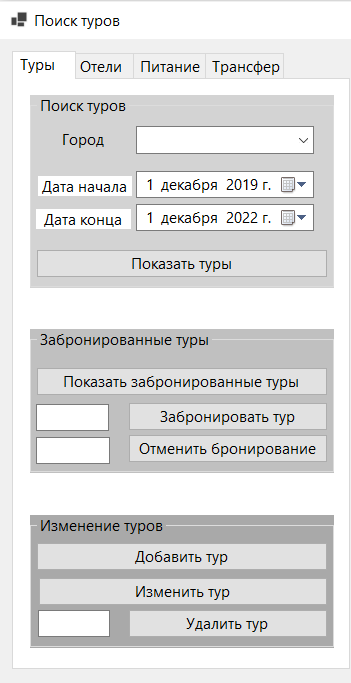 Поиск туров
Туры Отели Питание Трансфер
Поиск туров
Город
Дата начала 1 декабря 2019 г.
Дата конца 1 декабря 2022 г.
Показать туры
Забронированные туры
Показать забронированные туры
Забронировать тур
Отменить бронирование
Изменение туров
Добавить тур
Изменить тур
Удалить тур